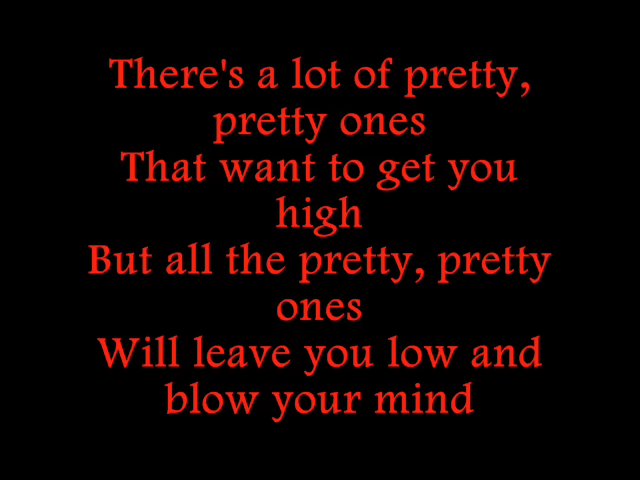 There's a lot of pretty,
pretty ones
That want to get you
high
But all the pretty, pretty
ones
Will leave you low and
blow your mind